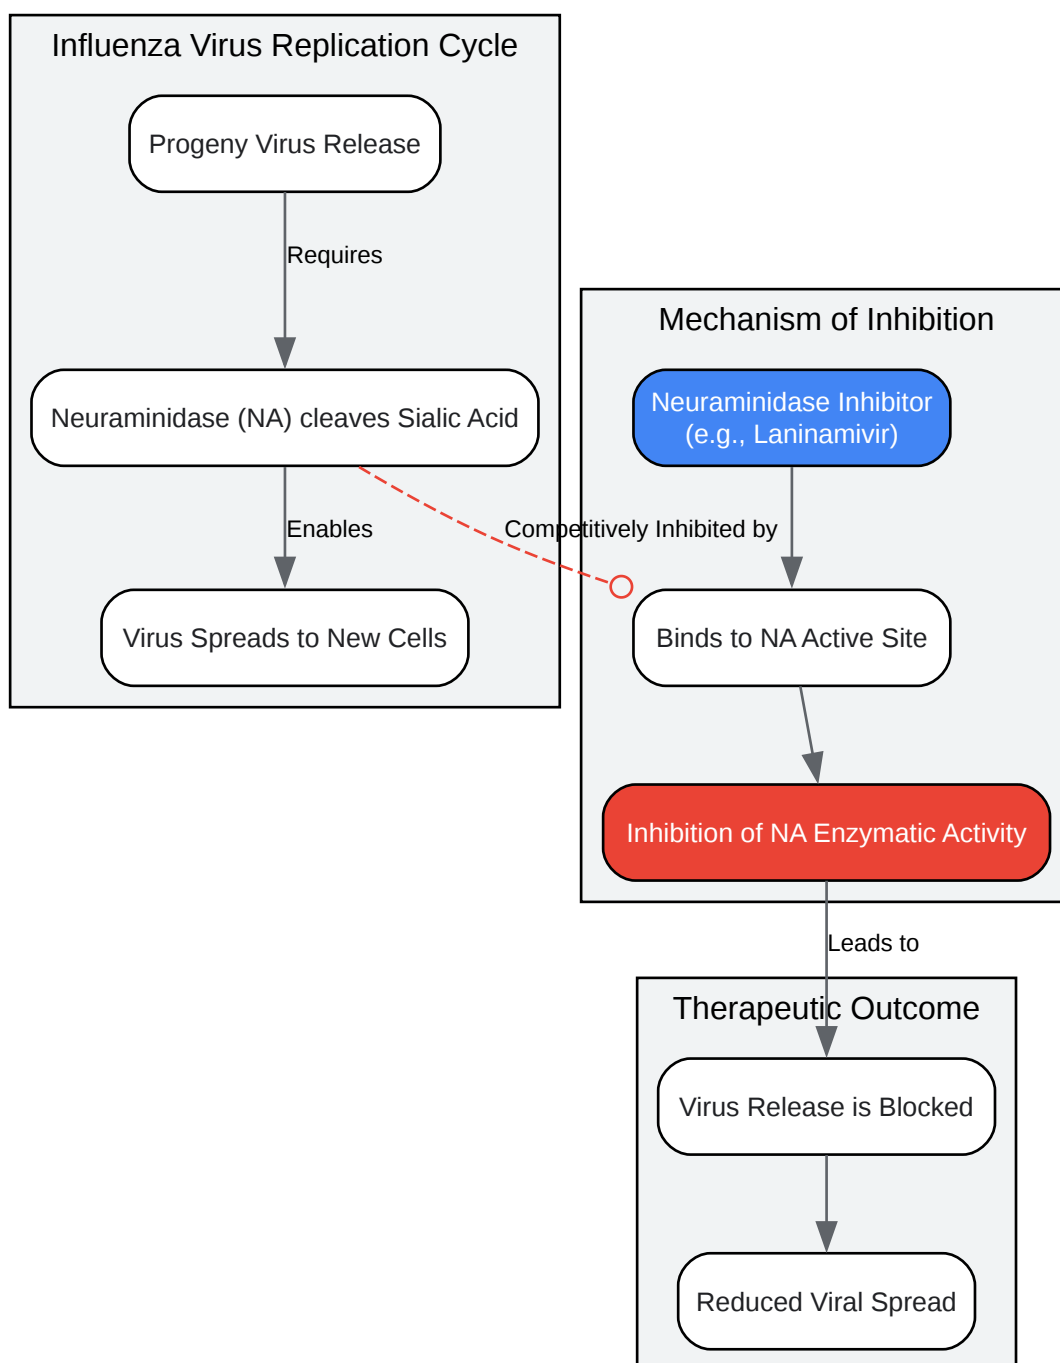 Influenza Virus Replication Cycle
Progeny Virus Release
Requires
Neuraminidase (NA) cleaves Sialic Acid
Enables
Virus Spreads to New Cells
Competitively Inhibited by
Mechanism of Inhibition
Neuraminidase Inhibitor
(e.g., Laninamivir)
Binds to NA Active Site
Inhibition of NA Enzymatic Activity
Leads to
Therapeutic Outcome
Virus Release is Blocked
Reduced Viral Spread